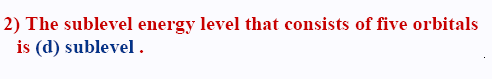 2) The sublevel energy level that consists of five orbitals
is (d) sublevel .